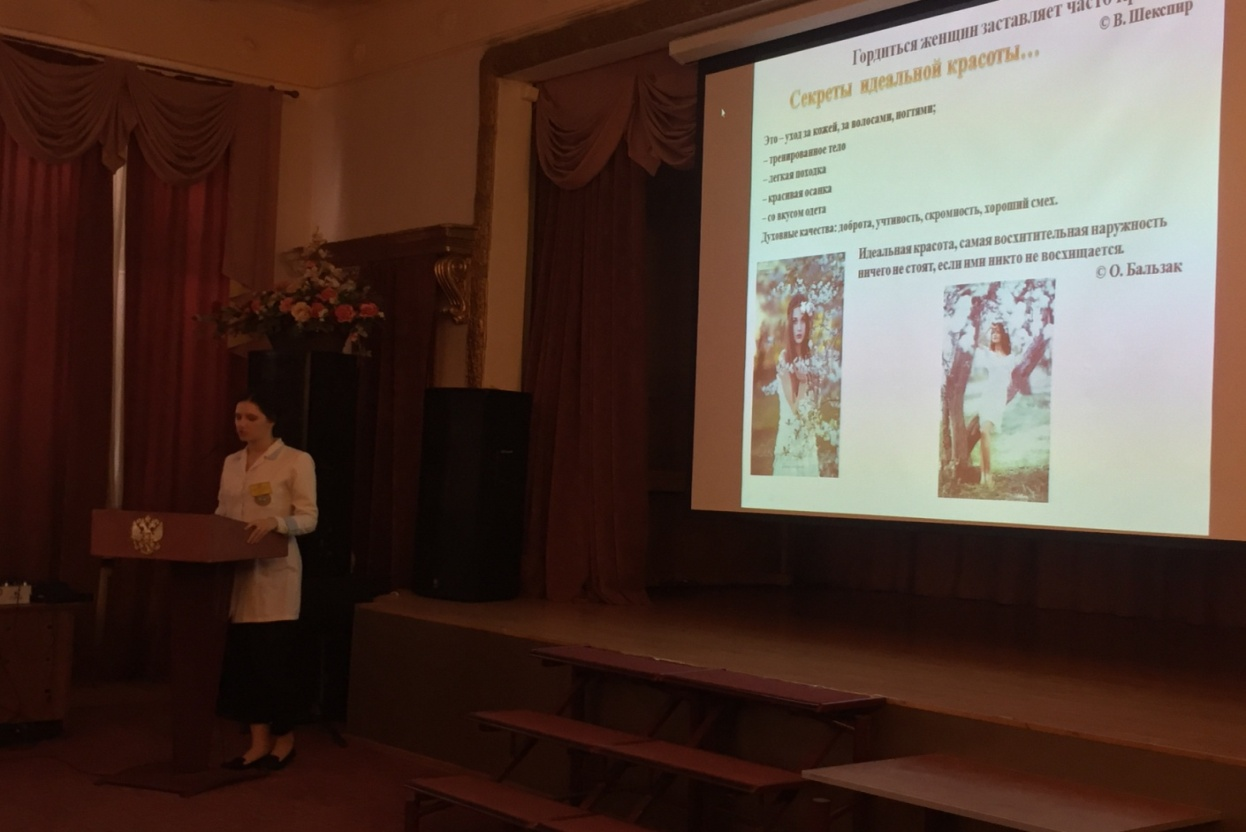 Гордиться женщин заставляет часто
© В. Шекспир
Секреты идеальной красоты...
Это – уход за кожей, за волосами, ногтями;
– тренированное тело
– легкая походка
– красивая осанка
– со вкусом одета
Духовные качества: доброта, учтивость, скромность, хороший смех.
Идеальная красота, самая восхитительная наружность
ничего не стоят, если ими никто не восхищается.
© О. Бальзак